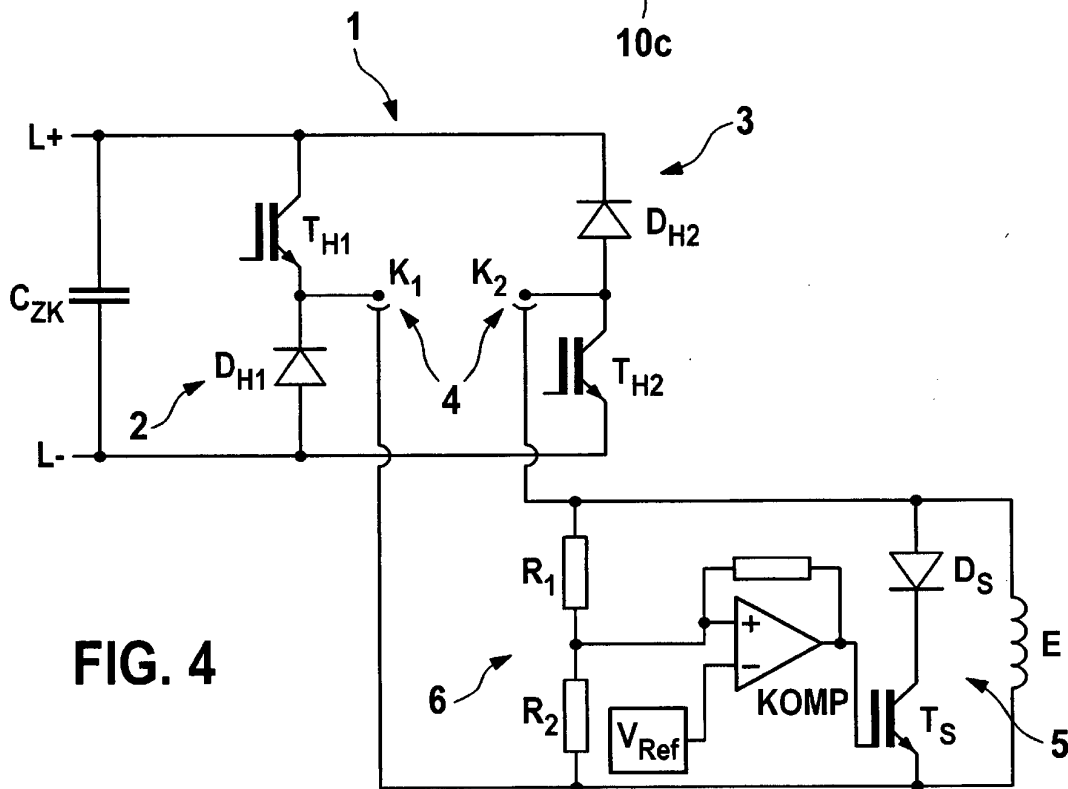 10c
1
L+
3
T_H1
D_H2
K_1
K_2
C_ZK
D_H1
T_H2
2
4
L-
R_1
D_S
+
E
FIG. 4
−
6
R_2
KOMP
V_Ref
T_S
5